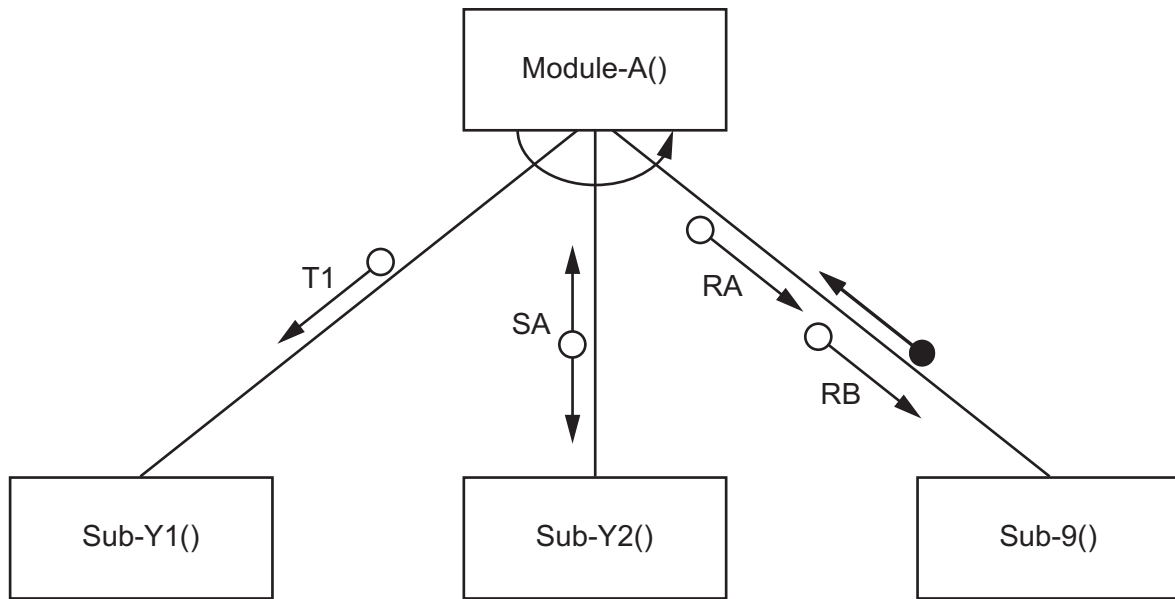 Module-A()
T1
SA
RA
RB
Sub-Y1()
Sub-Y2()
Sub-9()